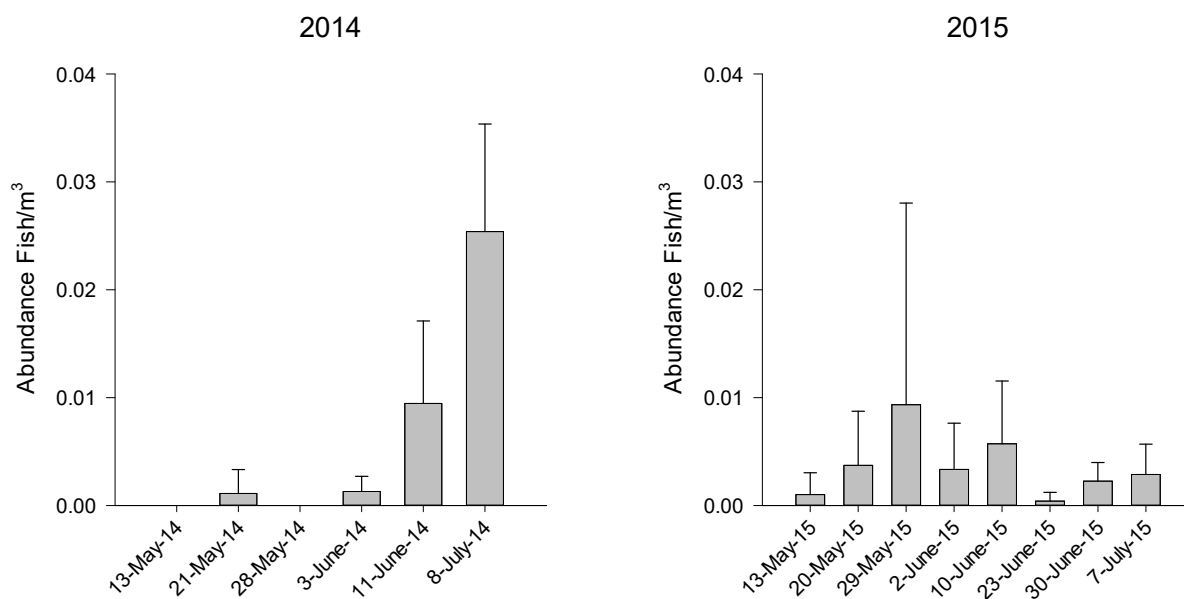 2014
Abundance Fish/m³
0.04
0.03
0.02
0.01
0.00
13-May-14
21-May-14
28-May-14
3-June-14
11-June-14
8-July-14
2015
Abundance Fish/m³
0.04
0.03
0.02
0.01
0.00
13-May-15
20-May-15
29-May-15
2-June-15
10-June-15
23-June-15
30-June-15
7-July-15